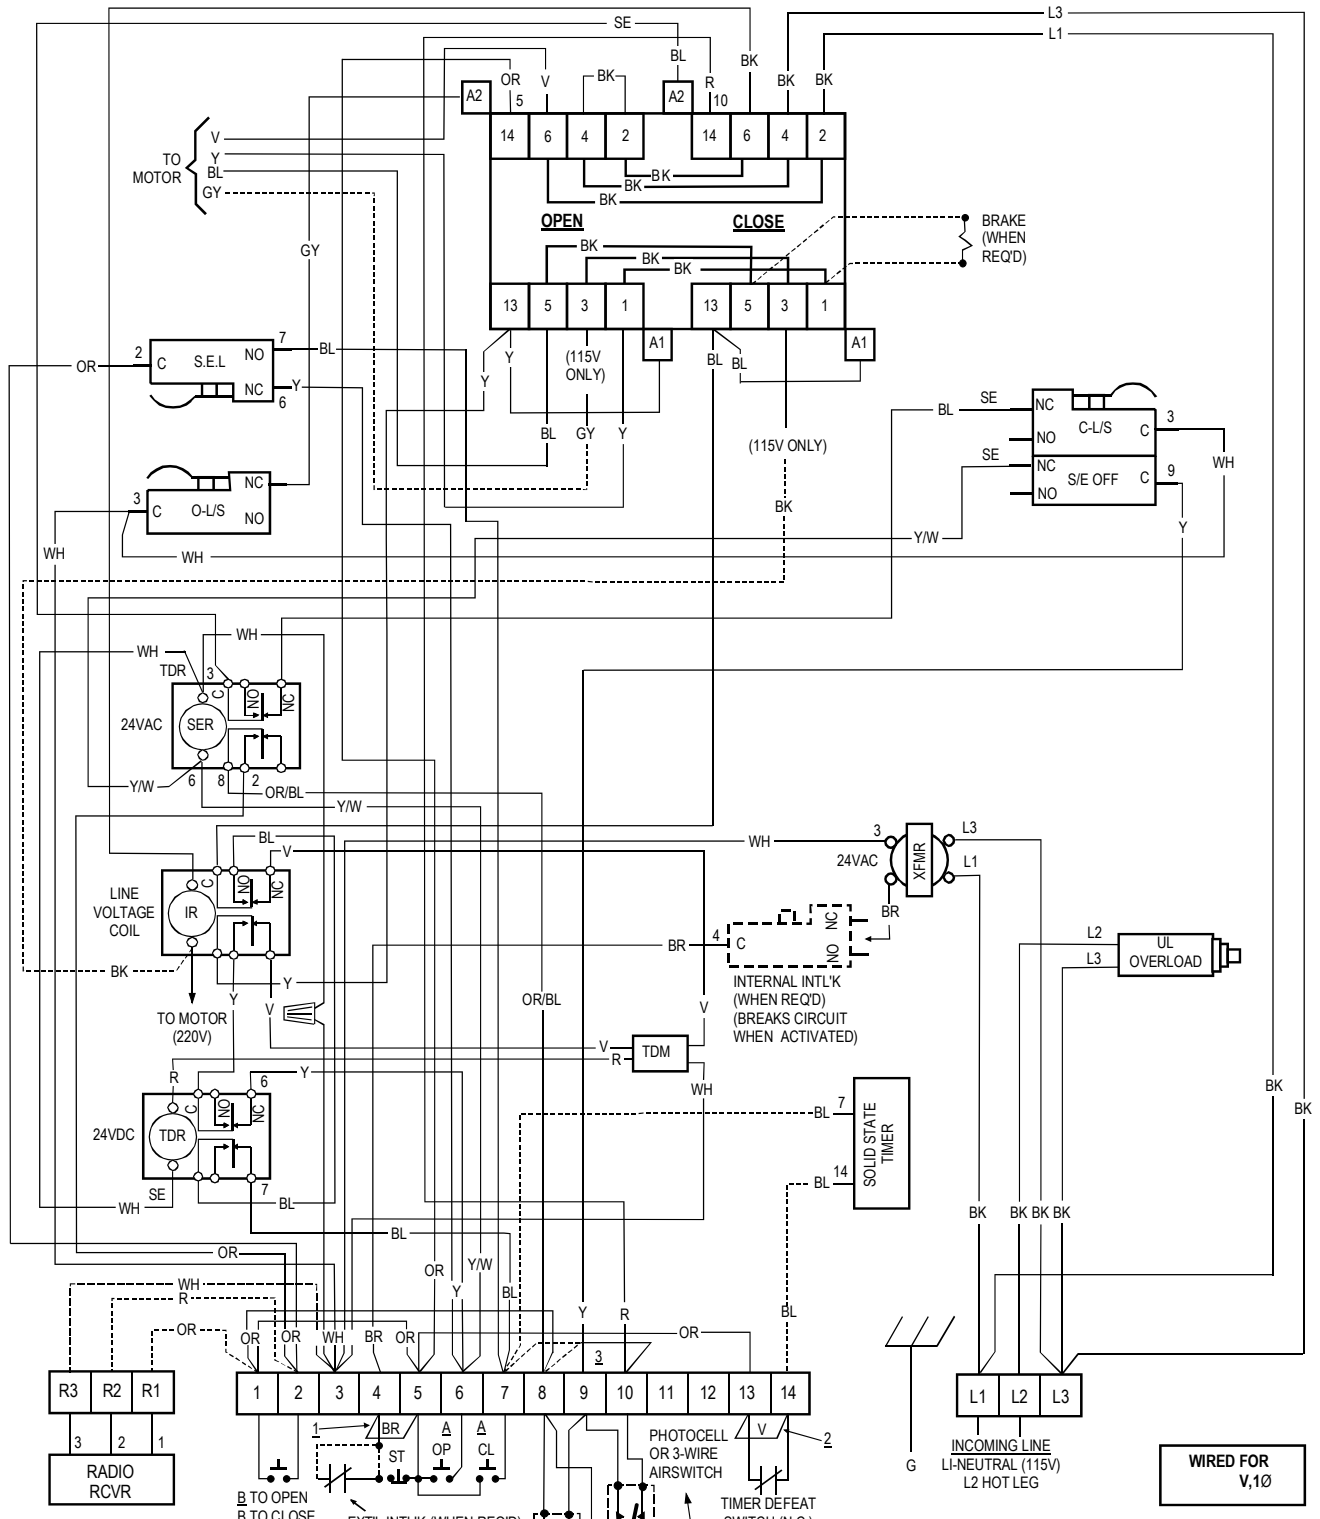 SE
L3
L1
BL
BK
OR
V
BK
R
BK
BK
A2
5
A2
10
14
6
4
2
14
6
4
2
V
Y
BL
GY
TO
MOTOR
BK
BK
BK
OPEN
CLOSE
BRAKE
(WHEN
REQ'D)
GY
BK
BK
BK
13
5
3
1
13
5
3
1
A1
A1
2
C
S.E.L
NO
7
BL
OR
NC
Y
6
Y
Y
(115V
ONLY)
BL
BL
BL
GY
Y
(115V ONLY)
BL
SE
NC
C-L/S
C
3
NO
SE
NC
S/E OFF
C
9
NO
WH
3
C
O-L/S
NC
NO
WH
WH
BK
Y/W
Y
WH
WH
TDR
3
C
NO
NC
24VAC
SER
Y/W
6
8
2
OR/BL
Y/W
BL
V
WH
3
24VAC
XFMR
L3
L1
C
NO
NC
LINE
VOLTAGE
COIL
IR
BR
BR
4
C
NC
NO
L2
L3
UL
OVERLOAD
BK
Y
Y
V
TO MOTOR
(220V)
OR/BL
INTERNAL INTL'K
(WHEN REQ'D)
(BREAKS CIRCUIT
WHEN ACTIVATED)
V
V
R
TDM
WH
R
6
Y
C
NO
NC
24VDC
TDR
SE
WH
7
BL
BL
7
BL
14
SOLID STATE
TIMER
BK
BK
BK
BK
BK
BL
OR
OR
Y/W
Y
BL
WH
R
OR
Y
R
BL
OR
OR
WH
BR
OR
OR
3
R3
R2
R1
1
2
3
4
5
6
7
8
9
10
11
12
13
14
L1
L2
L3
3
2
1
RADIO
RCVR
1
BR
A
A
OP
CL
ST
V
2
B TO OPEN
B TO CLOSE
PHOTOCELL
OR 3-WIRE
AIRSWITCH
TIMER DEFEAT
G
INCOMING LINE
LI-NEUTRAL (115V)
L2 HOT LEG
WIRED FOR
V,1Ø